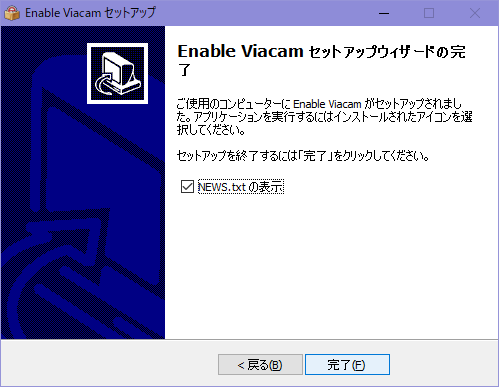 Enable Viacam セットアップ
Enable Viacam セットアップウィザードの完
了
ご使用のコンピューターに Enable Viacam がセットアップされまし
た。アプリケーションを実行するにはインストールされたアイコンを選
択してください。
セットアップを終了するには「完了」をクリックしてください。
NEWS.txt の表示
< 戻る(B)
完了(F)